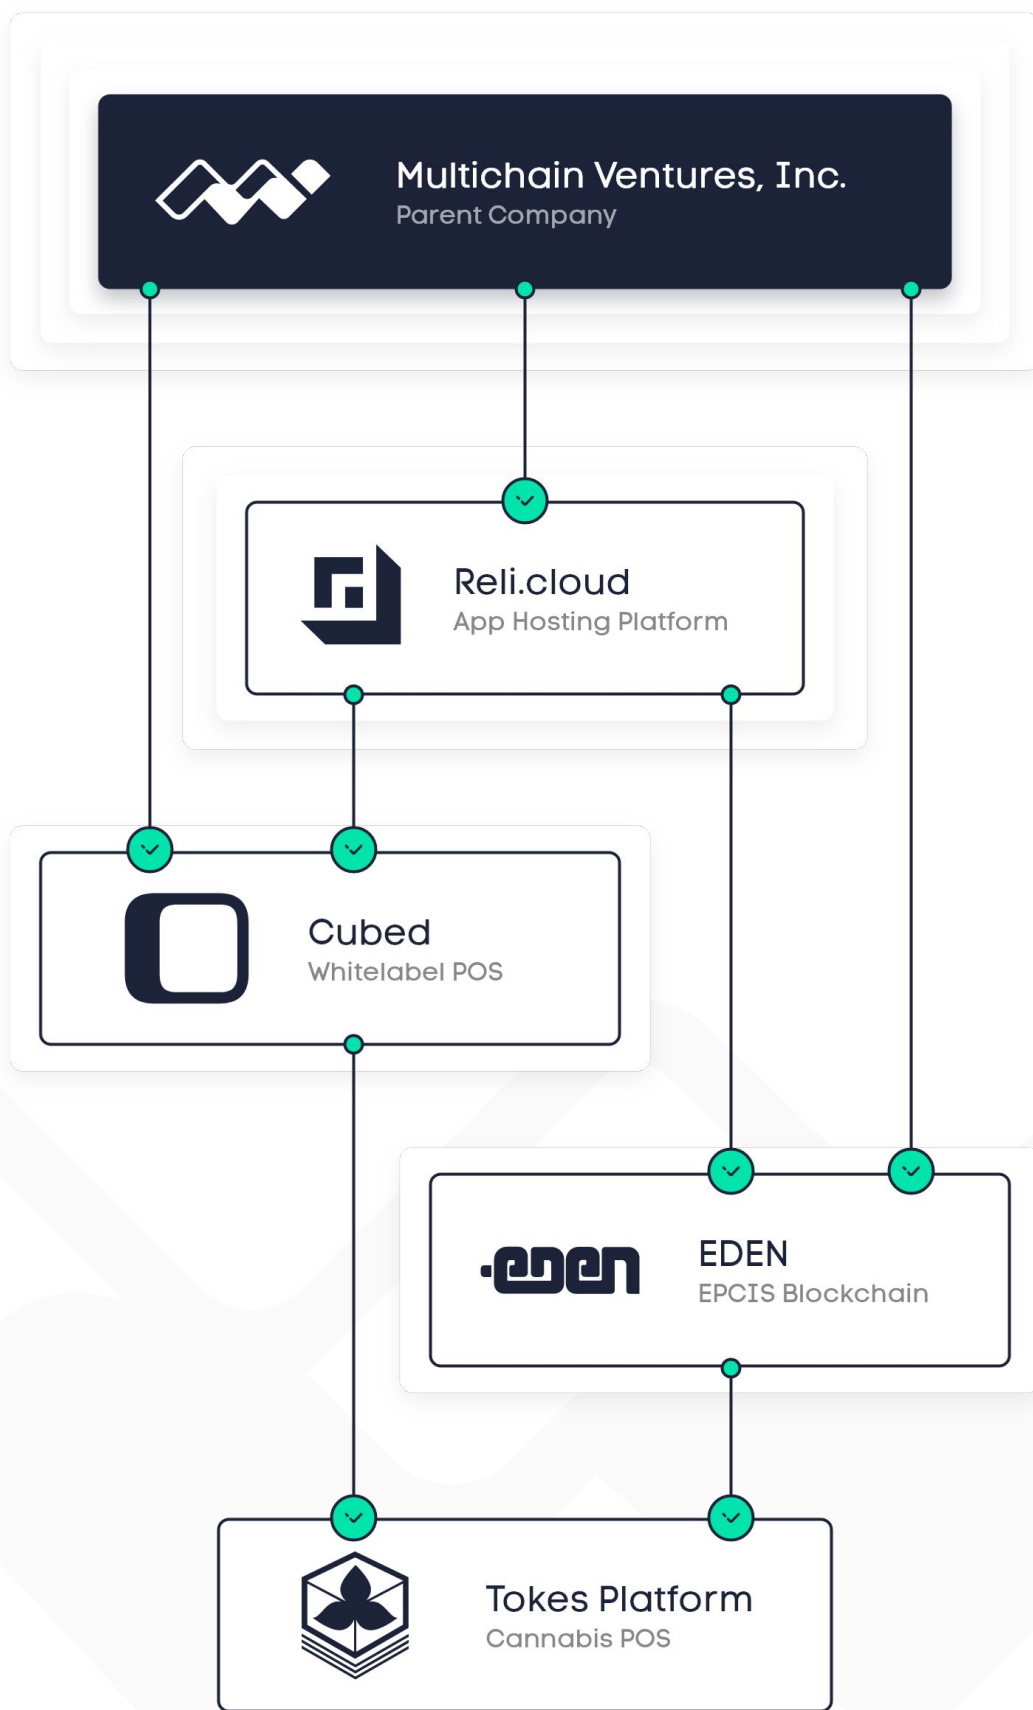 Multichain Ventures, Inc.
Parent Company
Reli.cloud
App Hosting Platform
Cubed
Whitelabel POS
eden
EDEN
EPCIS Blockchain
Tokes Platform
Cannabis POS